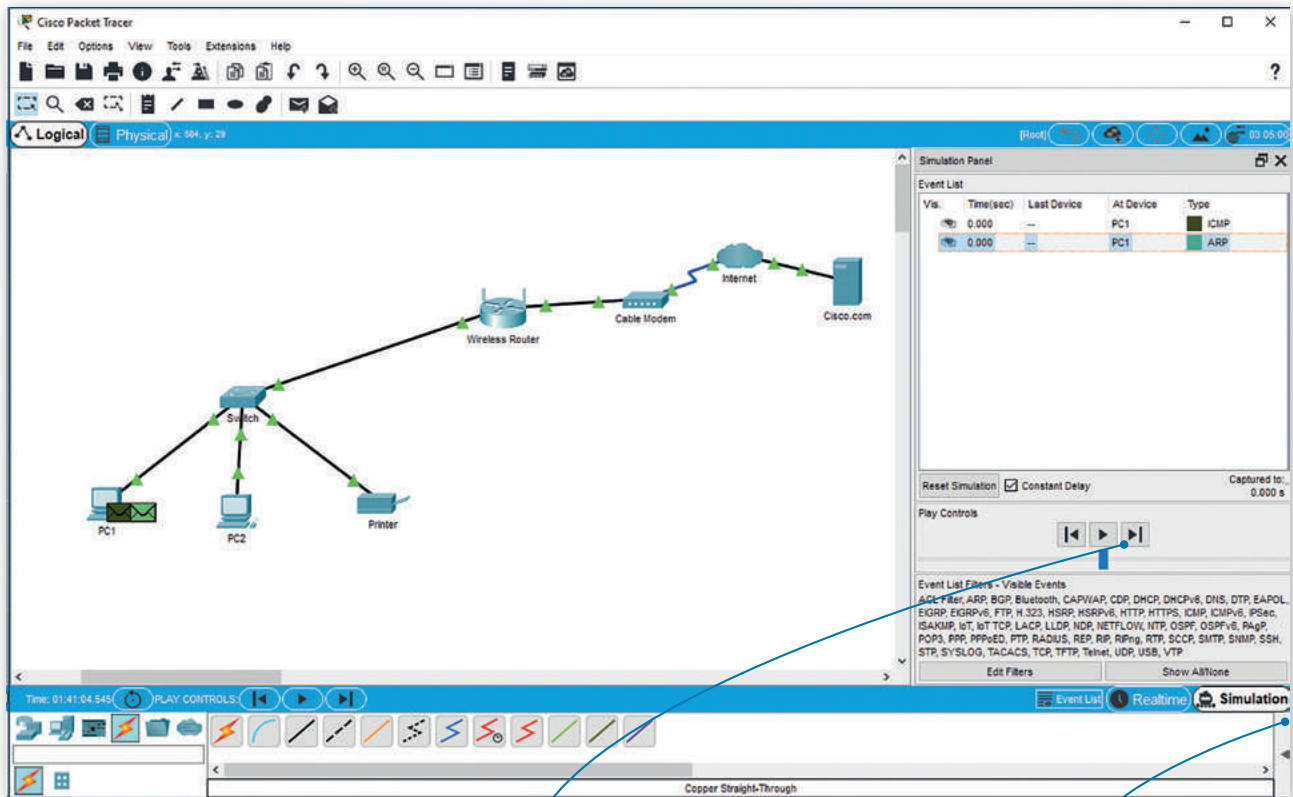 Cisco Packet Tracer
File Edit Options View Tools Extensions Help
?
Logical Physical x: 584, y: 29 [Root] 03:05:00
Simulation Panel
Event List
Vis. Time(sec) Last Device At Device Type
0.000 -- PC1 ICMP
0.000 -- PC1 ARP
Internet
Cisco.com
Cable Modem
Wireless Router
Switch
PC1
PC2
Printer
Reset Simulation Constant Delay Captured to:
0.000 s
Play Controls
Event List Filters - Visible Events
ACL Filter, ARP, BGP, Bluetooth, CAPWAP, CDP, DHCP, DHCPv6, DNS, DTP, EAPOL,
EIGRP, EIGRPv6, FTP, H.323, HSRP, HSRPv6, HTTP, HTTPS, ICMP, ICMPv6, IPSec,
ISAKMP, IoT, IoT TCP, LACP, LLDP, NDP, NETFLOW, NTP, OSPF, OSPFv6, PAgP,
POP3, PPP, PPPoED, PTP, RADIUS, REP, RIP, RIPng, RTP, SCCP, SMTP, SNMP, SSH,
STP, SYSLOG, TACACS, TCP, TFTP, Telnet, UDP, USB, VTP
Edit Filters Show All/None
Time: 01:41:04.545 PLAY CONTROLS: Event List Realtime Simulation
Copper Straight-Through